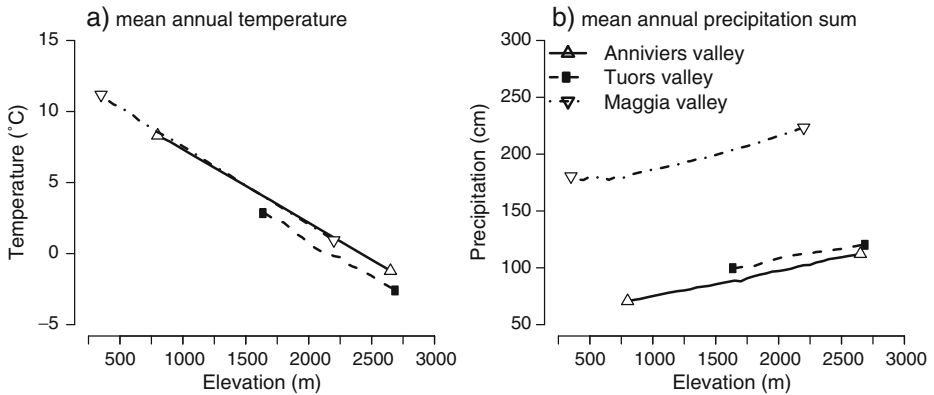 a) mean annual temperature
15
10
5
0
−5
Temperature (°C)
500 1000 1500 2000 2500 3000
Elevation (m)
b) mean annual precipitation sum
300
250
200
150
100
50
Precipitation (cm)
Anniviers valley
Tuors valley
Maggia valley
500 1000 1500 2000 2500 3000
Elevation (m)